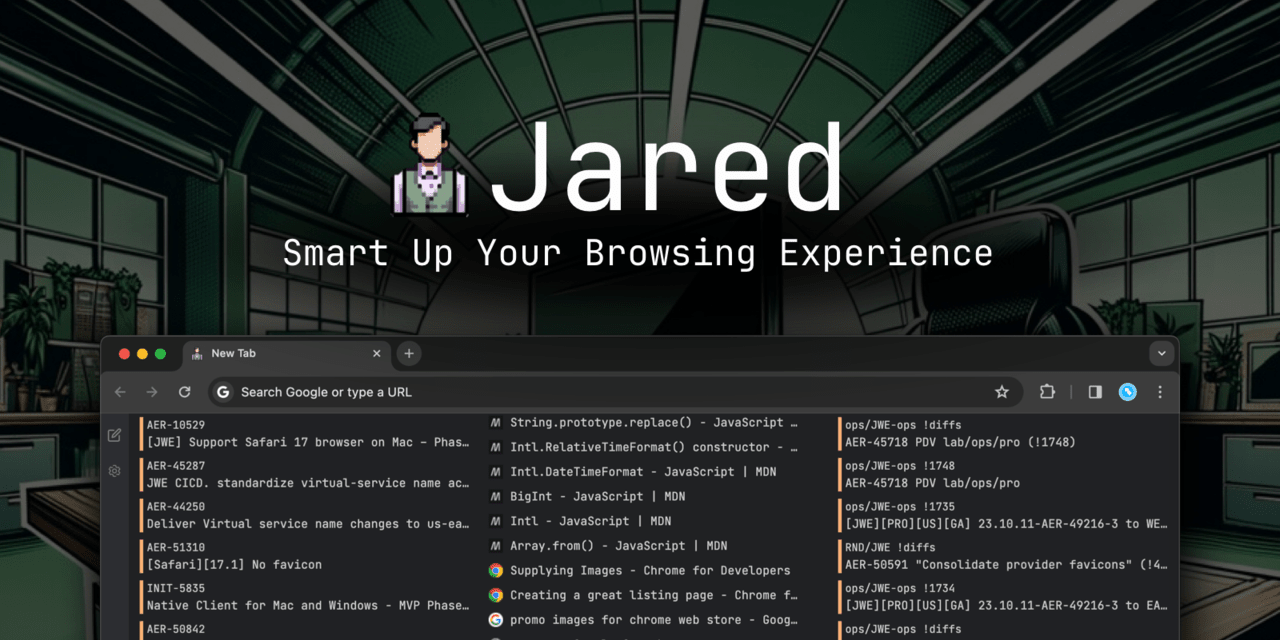 Jared
Smart Up Your Browsing Experience
New Tab
Search Google or type a URL
AER-10529
[JWE] Support Safari 17 browser on Mac – Phas…
AER-45287
JWE CICD. standardize virtual-service name ac…
AER-44250
Deliver Virtual service name changes to us-ea…
AER-51310
[Safari][17.1] No favicon
INIT-5835
Native Client for Mac and Windows - MVP Phase…
AER-50842
String.prototype.replace() - JavaScript …
Intl.RelativeTimeFormat() constructor - …
Intl.DateTimeFormat - JavaScript | MDN
BigInt - JavaScript | MDN
Intl - JavaScript | MDN
Array.from() - JavaScript | MDN
Supplying Images - Chrome for Developers
Creating a great listing page - Chrome f…
promo images for chrome web store - Goog…
ops/JWE-ops !diffs
AER-45718 PDV lab/ops/pro (!1748)
ops/JWE-ops !1748
AER-45718 PDV lab/ops/pro
ops/JWE-ops !1735
[JWE][PRO][US][GA] 23.10.11-AER-49216-3 to WE…
RND/JWE !diffs
AER-50591 "Consolidate provider favicons" (!4…
ops/JWE-ops !1734
[JWE][PRO][US][GA] 23.10.11-AER-49216-3 to EA…
ops/JWE-ops !diffs